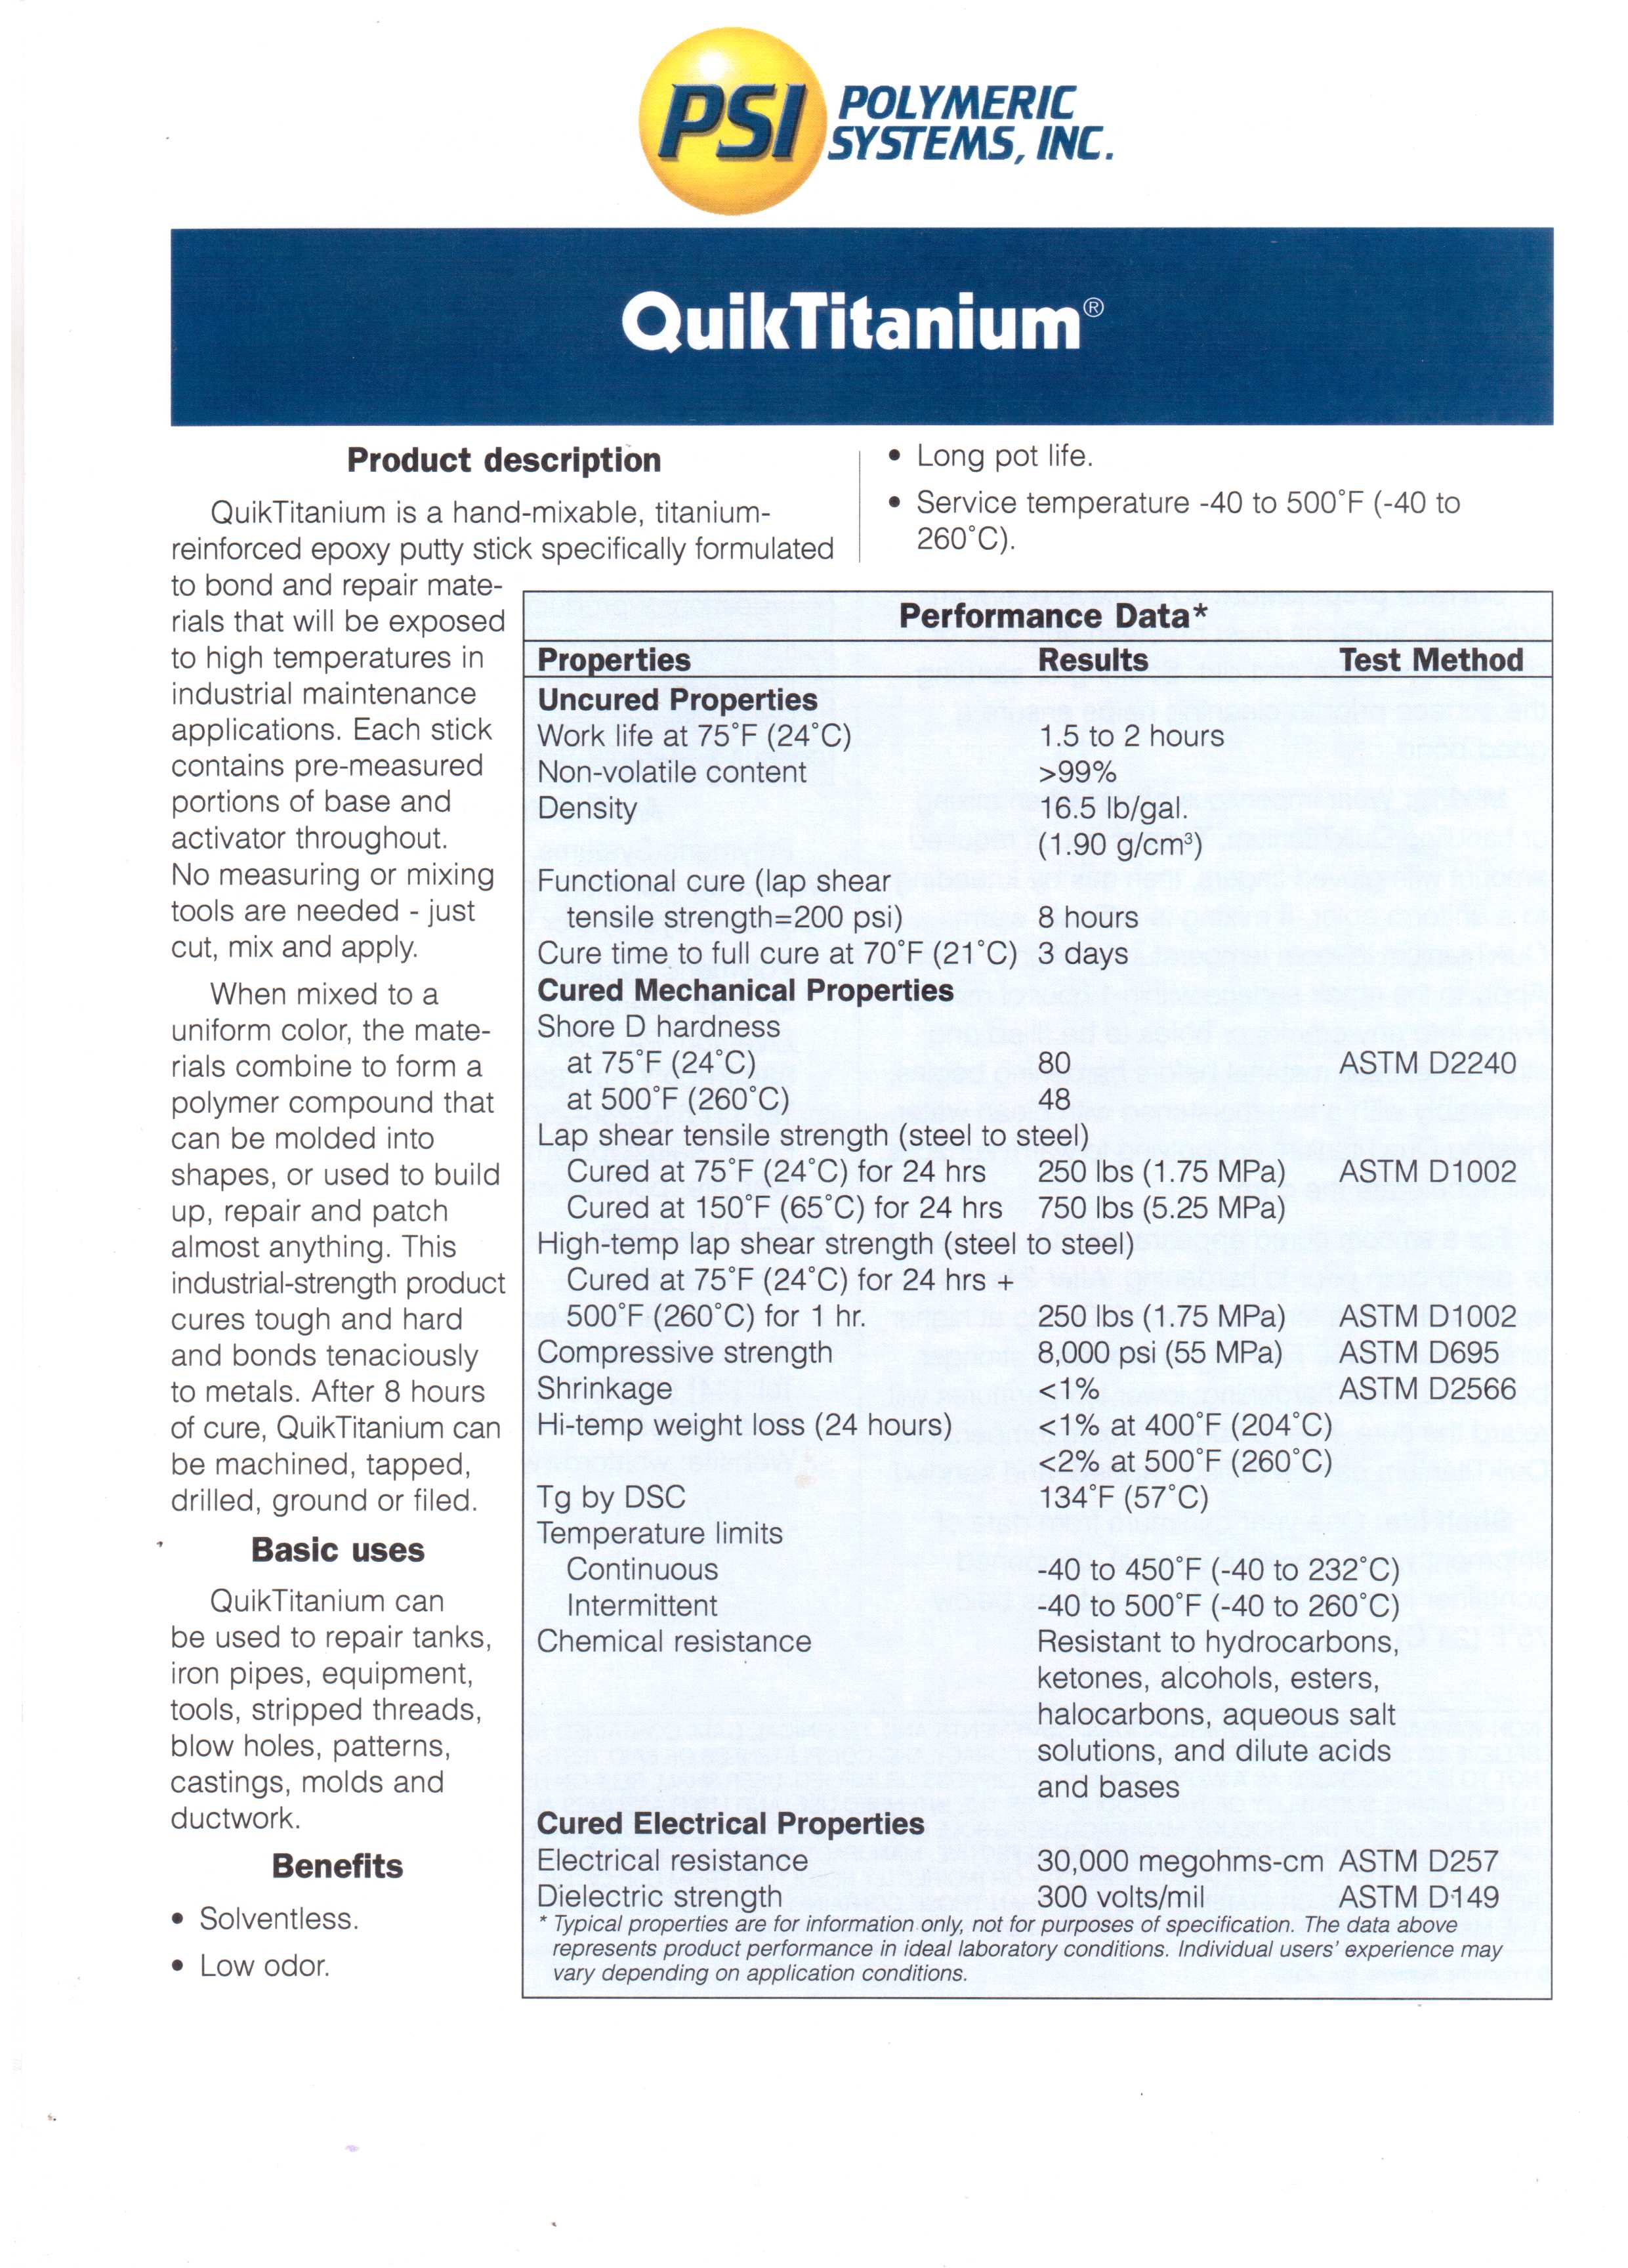 PSI POLYMERIC
SYSTEMS, INC.
QuikTitanium®
Product description
QuikTitanium is a hand-mixable, titanium-
reinforced epoxy putty stick specifically formulated
to bond and repair mate-
rials that will be exposed
to high temperatures in
industrial maintenance
applications. Each stick
contains pre-measured
portions of base and
activator throughout.
No measuring or mixing
tools are needed - just
cut, mix and apply.
When mixed to a
uniform color, the mate-
rials combine to form a
polymer compound that
can be molded into
shapes, or used to build
up, repair and patch
almost anything. This
industrial-strength product
cures tough and hard
and bonds tenaciously
to metals. After 8 hours
of cure, QuikTitanium can
be machined, tapped,
drilled, ground or filed.
Basic uses
QuikTitanium can
be used to repair tanks,
iron pipes, equipment,
tools, stripped threads,
blow holes, patterns,
castings, molds and
ductwork.
Benefits
• Solventless.
• Low odor.
• Long pot life.
• Service temperature -40 to 500°F (-40 to
260°C).
Performance Data*
Properties Results Test Method
Uncured Properties
Work life at 75°F (24°C) 1.5 to 2 hours
Non-volatile content >99%
Density 16.5 lb/gal.
(1.90 g/cm³)
Functional cure (lap shear
tensile strength=200 psi) 8 hours
Cure time to full cure at 70°F (21°C) 3 days
Cured Mechanical Properties
Shore D hardness
at 75°F (24°C) 80 ASTM D2240
at 500°F (260°C) 48
Lap shear tensile strength (steel to steel)
Cured at 75°F (24°C) for 24 hrs 250 lbs (1.75 MPa) ASTM D1002
Cured at 150°F (65°C) for 24 hrs 750 lbs (5.25 MPa)
High-temp lap shear strength (steel to steel)
Cured at 75°F (24°C) for 24 hrs +
500°F (260°C) for 1 hr. 250 lbs (1.75 MPa) ASTM D1002
Compressive strength 8,000 psi (55 MPa) ASTM D695
Shrinkage <1% ASTM D2566
Hi-temp weight loss (24 hours) <1% at 400°F (204°C)
<2% at 500°F (260°C)
Tg by DSC 134°F (57°C)
Temperature limits
Continuous -40 to 450°F (-40 to 232°C)
Intermittent -40 to 500°F (-40 to 260°C)
Chemical resistance Resistant to hydrocarbons,
ketones, alcohols, esters,
halocarbons, aqueous salt
solutions, and dilute acids
and bases
Cured Electrical Properties
Electrical resistance 30,000 megohms-cm ASTM D257
Dielectric strength 300 volts/mil ASTM D149
* Typical properties are for information only, not for purposes of specification. The data above
represents product performance in ideal laboratory conditions. Individual users' experience may
vary depending on application conditions.